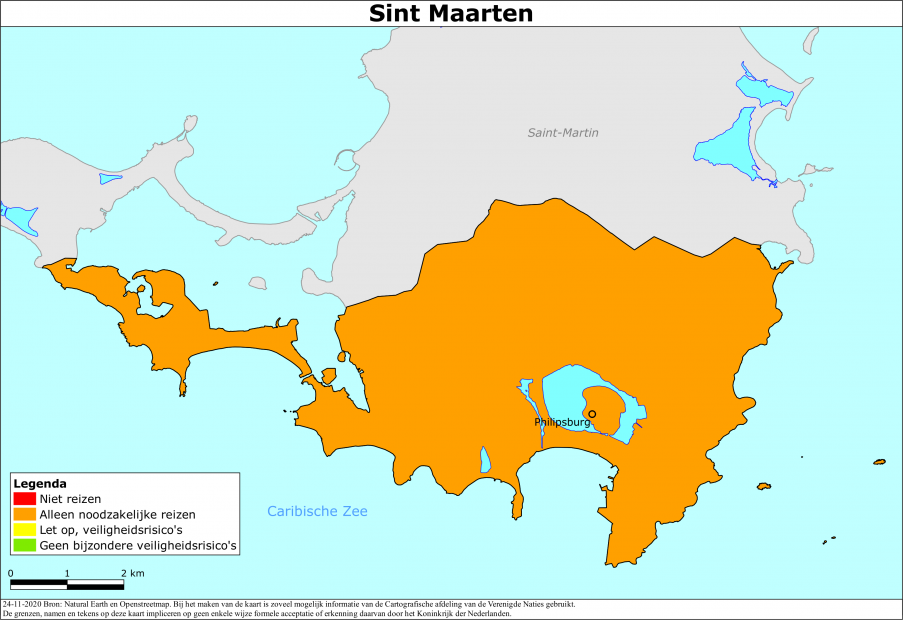 Sint Maarten
Saint-Martin
Philipsburg
Caribische Zee
Legenda
Niet reizen
Alleen noodzakelijke reizen
Let op, veiligheidsrisico's
Geen bijzondere veiligheidsrisico's
0 1 2 km
24-11-2020 Bron: Natural Earth en Openstreetmap. Bij het maken van de kaart is zoveel mogelijk informatie van de Cartografische afdeling van de Verenigde Naties gebruikt.
De grenzen, namen en tekens op deze kaart impliceren op geen enkele wijze formele acceptatie of erkenning daarvan door het Koninkrijk der Nederlanden.